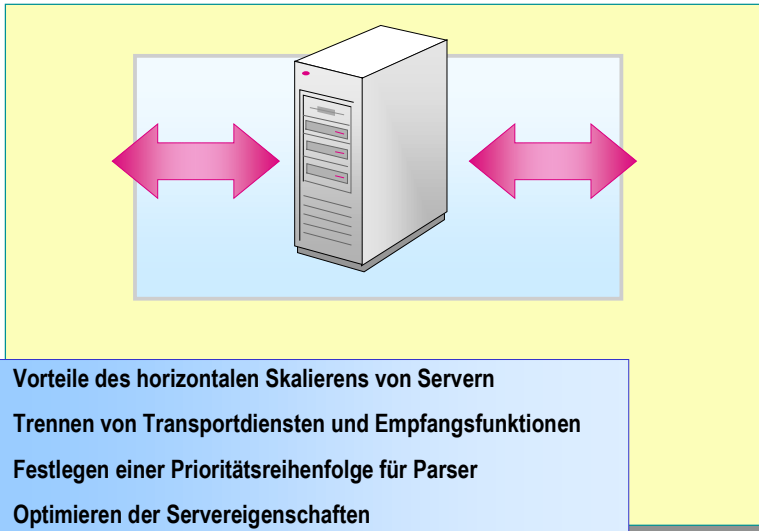 Vorteile des horizontalen Skalierens von Servern
Trennen von Transportdiensten und Empfangsfunktionen
Festlegen einer Prioritätsreihenfolge für Parser
Optimieren der Servereigenschaften